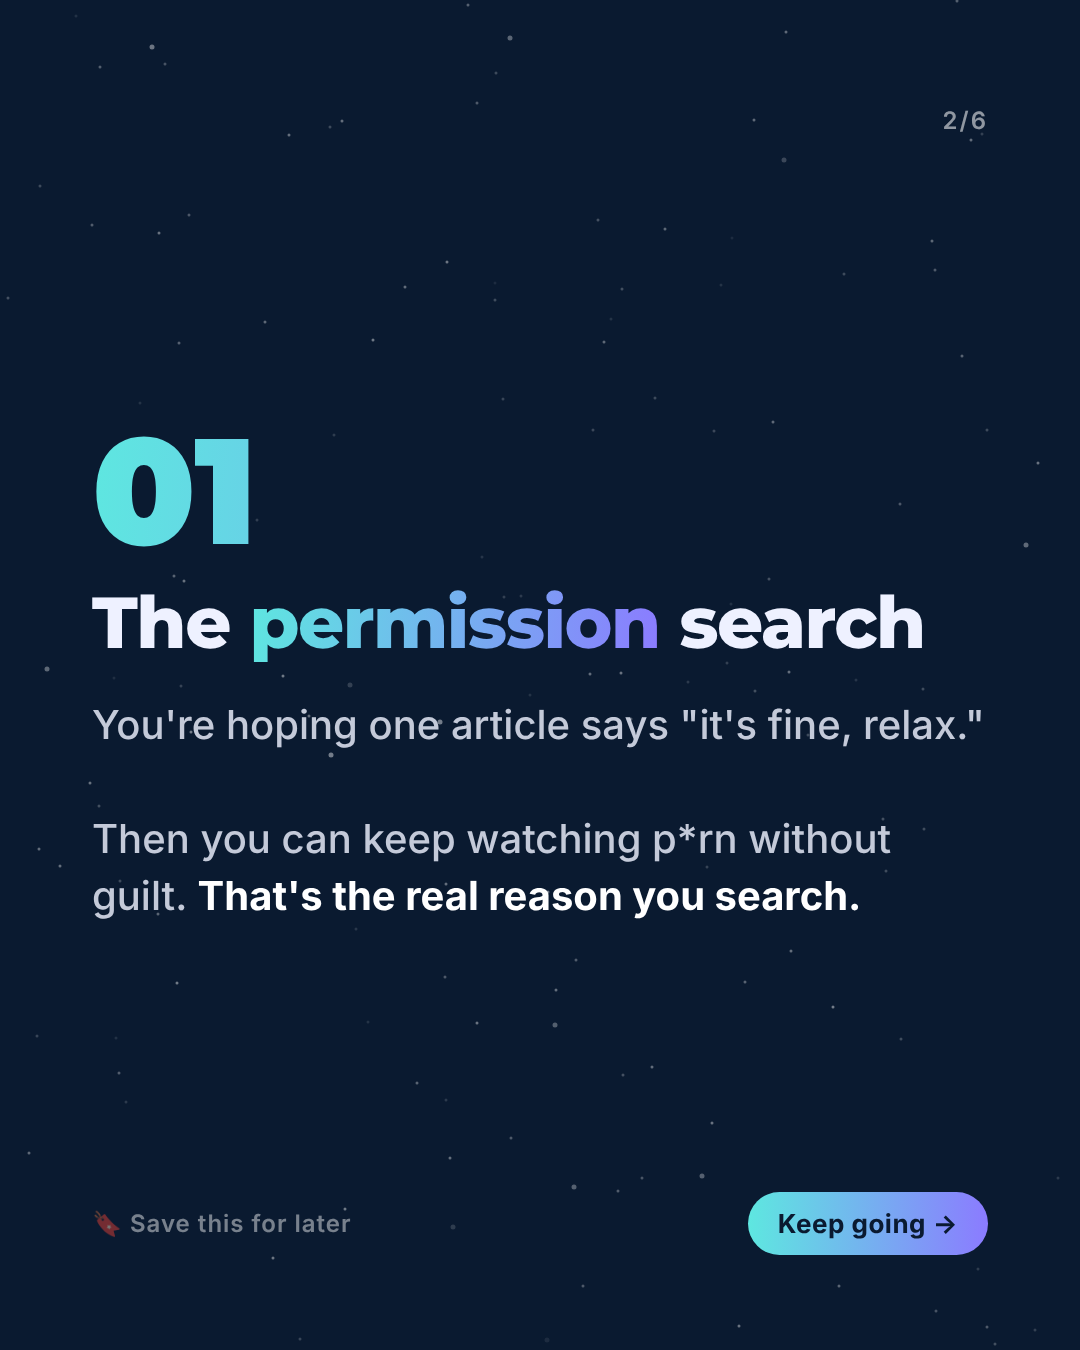 2/6
01
The permission search
You're hoping one article says "it's fine, relax."
Then you can keep watching p*rn without
guilt. That's the real reason you search.
🔖 Save this for later
Keep going →